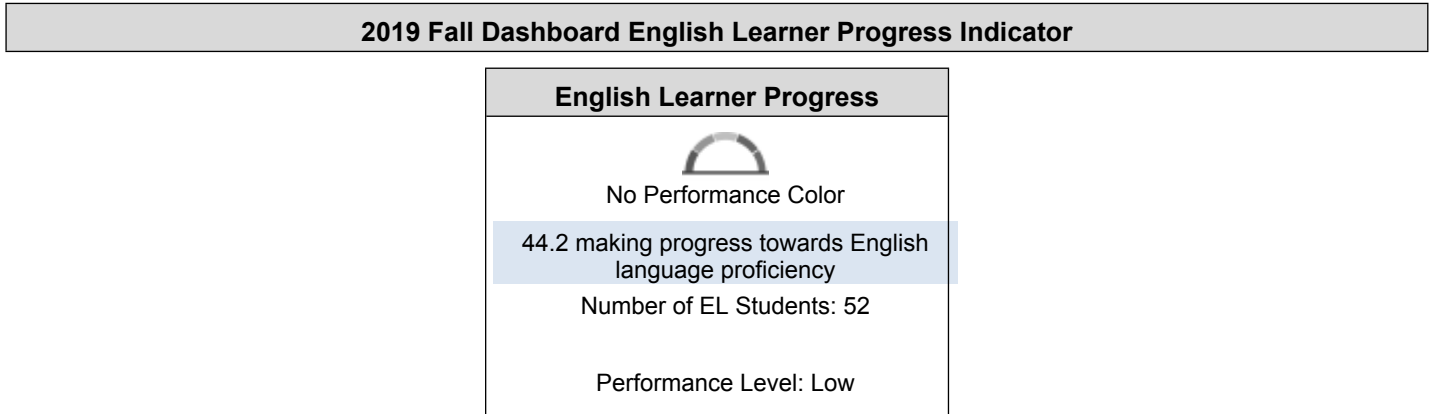 2019 Fall Dashboard English Learner Progress Indicator
English Learner Progress
No Performance Color
44.2 making progress towards English
language proficiency
Number of EL Students: 52
Performance Level: Low